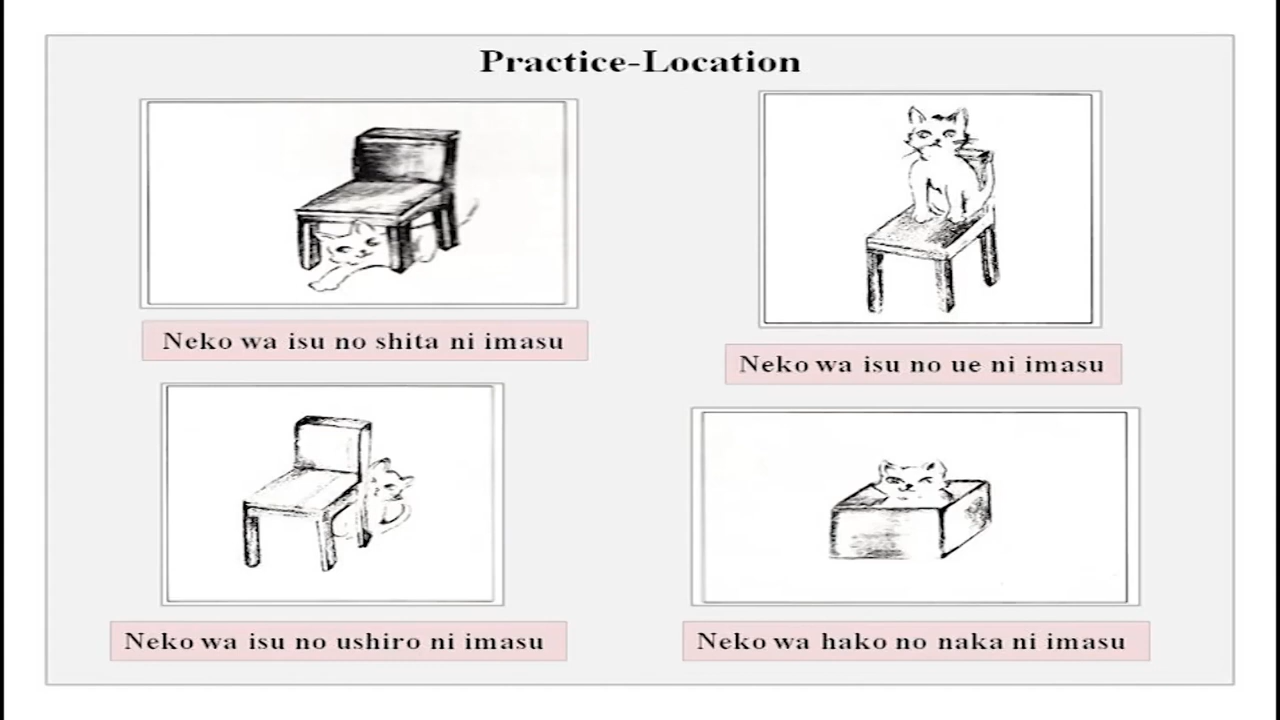 Practice-Location
Neko wa isu no shita ni imasu
Neko wa isu no ue ni imasu
Neko wa isu no ushiro ni imasu
Neko wa hako no naka ni imasu